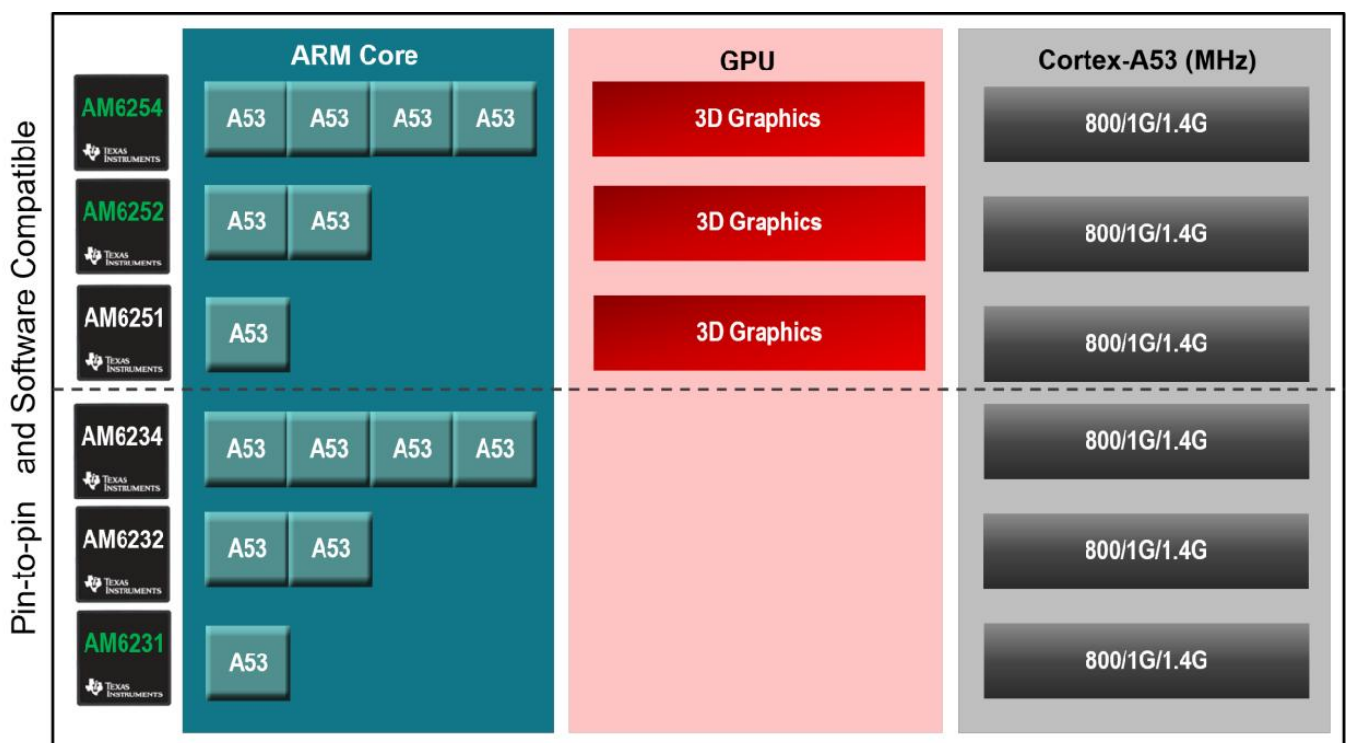 Pin-to-pin and Software Compatible
ARM Core
GPU
Cortex-A53 (MHz)
AM6254
TEXAS
INSTRUMENTS
A53 A53 A53 A53
3D Graphics
800/1G/1.4G
AM6252
TEXAS
INSTRUMENTS
A53 A53
3D Graphics
800/1G/1.4G
AM6251
TEXAS
INSTRUMENTS
A53
3D Graphics
800/1G/1.4G
AM6234
TEXAS
INSTRUMENTS
A53 A53 A53 A53
800/1G/1.4G
AM6232
TEXAS
INSTRUMENTS
A53 A53
800/1G/1.4G
AM6231
TEXAS
INSTRUMENTS
A53
800/1G/1.4G